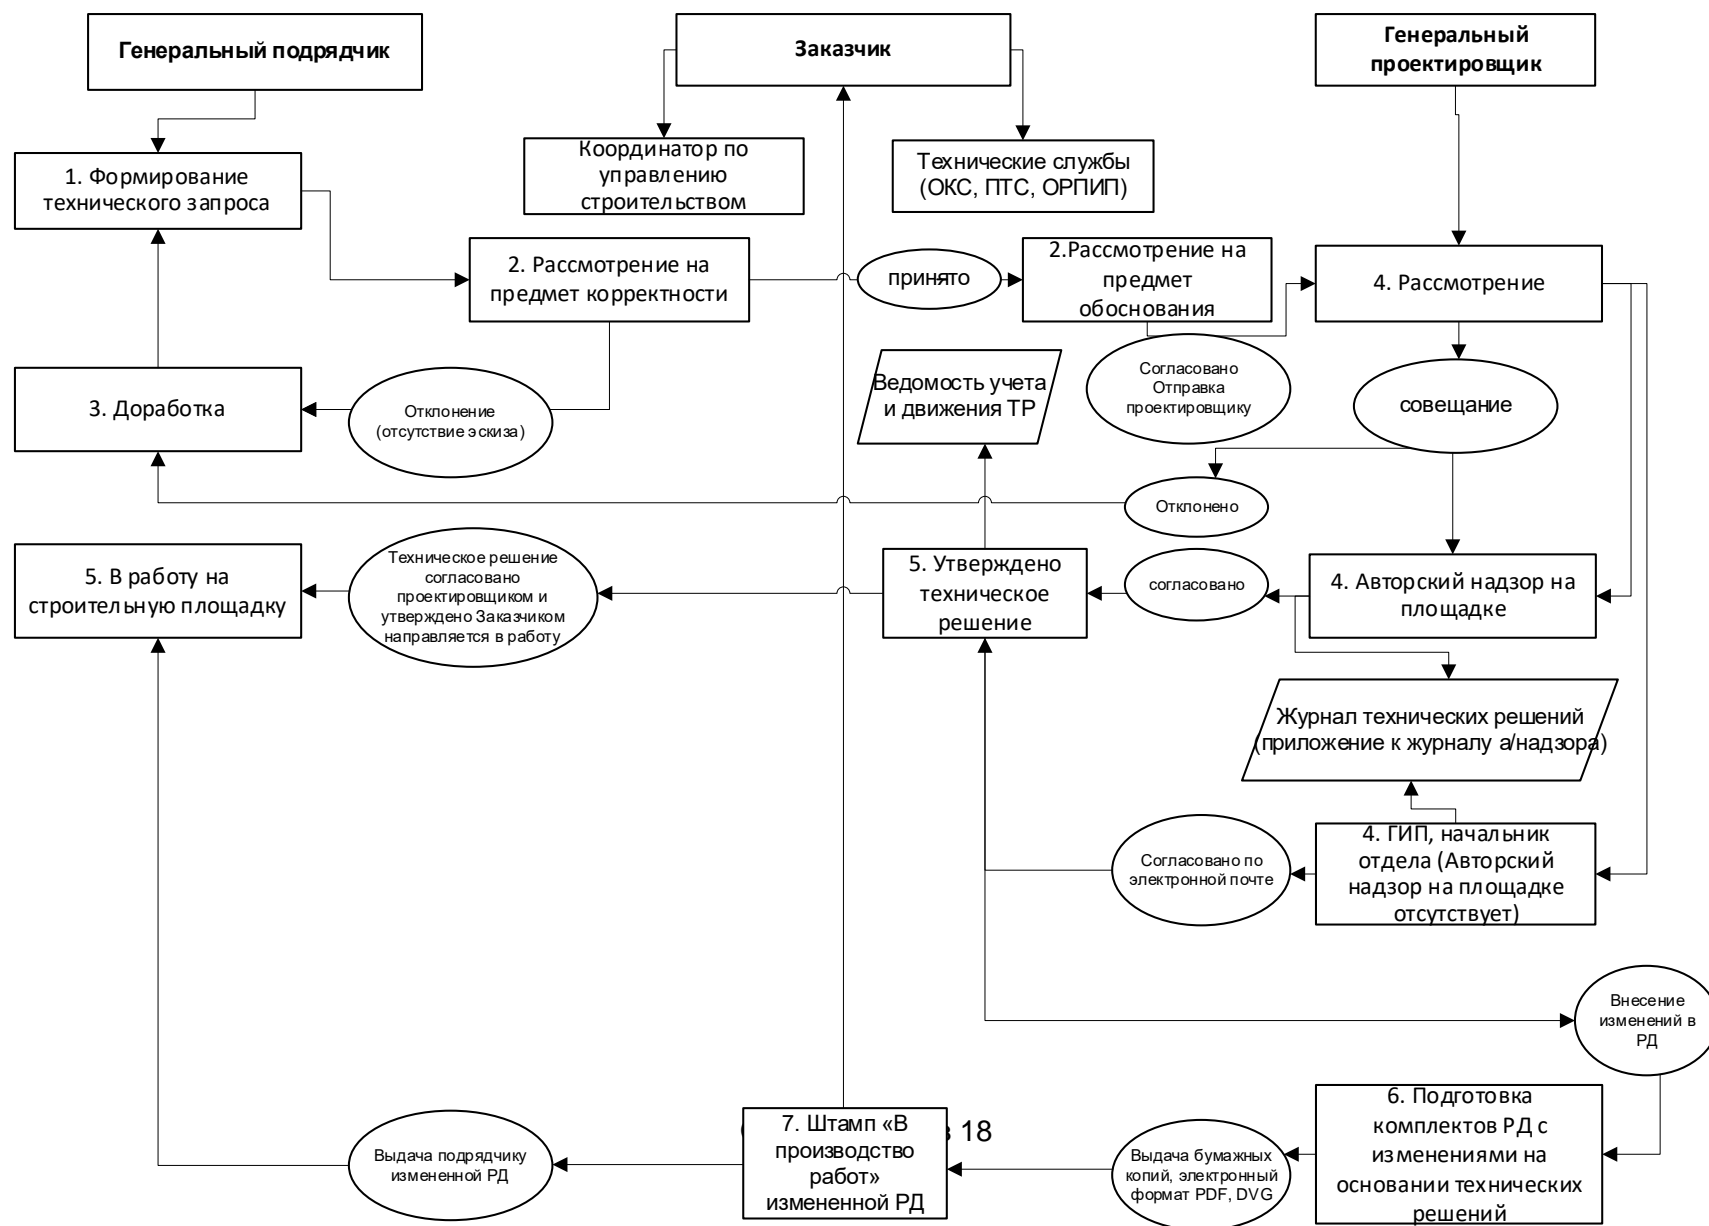 Генеральный подрядчик
Заказчик
Генеральный
проектировщик
Координатор по
управлению
строительством
Технические службы
(ОКС, ПТС, ОРПИП)
1. Формирование
технического запроса
2. Рассмотрение на
предмет корректности
принято
2.Рассмотрение на
предмет
обоснования
4. Рассмотрение
3. Доработка
Отклонение
(отсутствие эскиза)
Ведомость учета
и движения ТР
Согласовано
Отправка
проектировщику
совещание
Отклонено
5. В работу на
строительную площадку
Техническое решение
согласовано
проектировщиком и
утверждено Заказчиком
направляется в работу
5. Утверждено
техническое
решение
согласовано
4. Авторский надзор на
площадке
Журнал технических решений
(приложение к журналу а/надзора)
Согласовано по
электронной почте
4. ГИП, начальник
отдела (Авторский
надзор на площадке
отсутствует)
Внесение
изменений в
РД
6. Подготовка
комплектов РД с
изменениями на
основании технических
решений
Выдача бумажных
копий, электронный
формат PDF, DVG
7. Штамп «В
производство
работ»
измененной РД
18
Выдача подрядчику
измененной РД